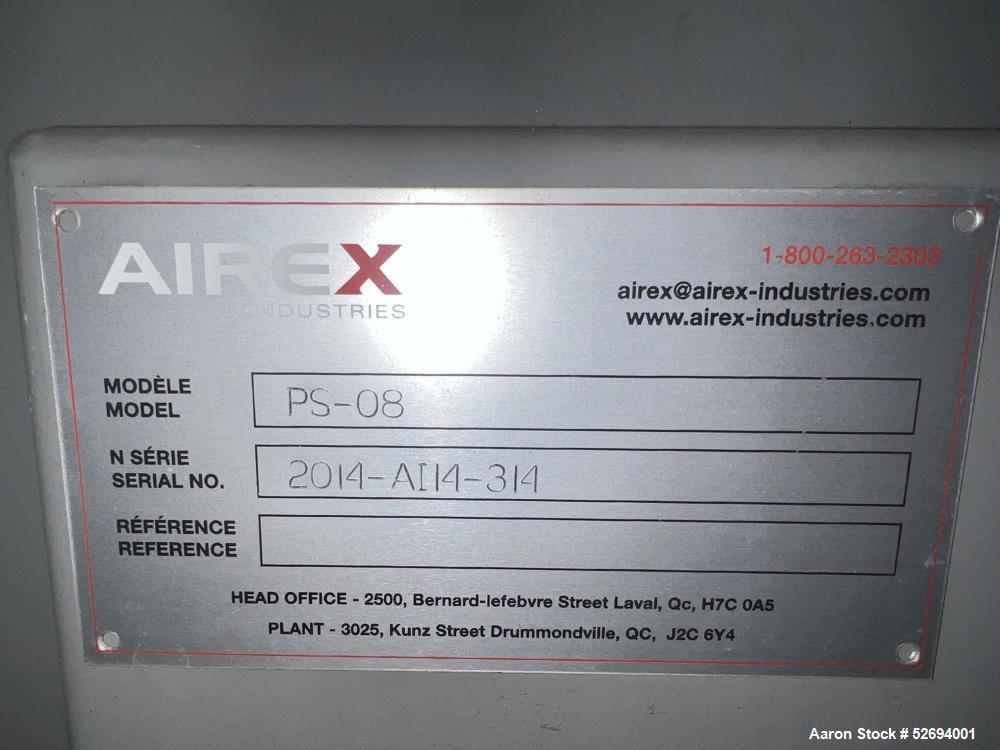 AIREX
INDUSTRIES
1-800-263-2303
airex@airex-industries.com
www.airex-industries.com
MODÈLE
MODEL
PS-08
N SÉRIE
SERIAL NO.
2014-AI14-314
RÉFÉRENCE
REFERENCE
HEAD OFFICE - 2500, Bernard-lefebvre Street Laval, Qc, H7C 0A5
PLANT - 3025, Kunz Street Drummondville, QC, J2C 6Y4
Aaron Stock # 52694001